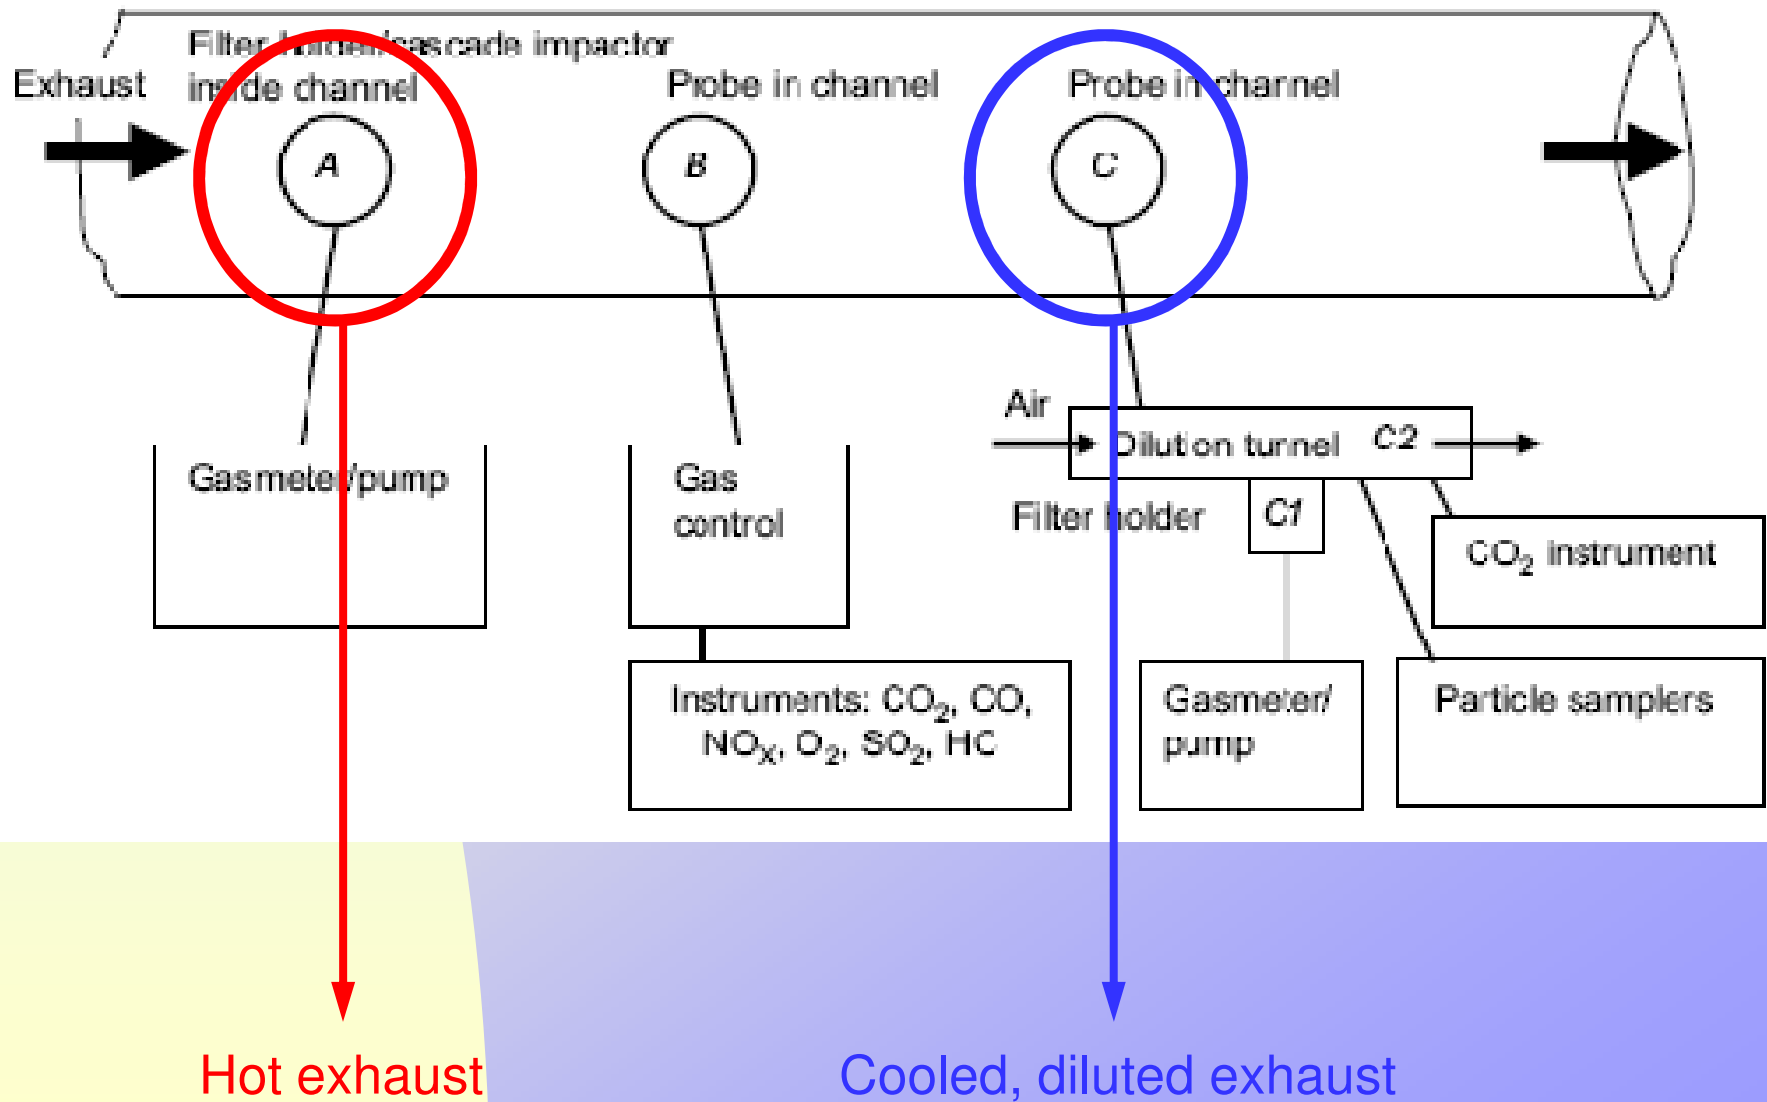 Filter holder/cascade impactor
inside channel
Exhaust
Probe in channel
Probe in channel
A
B
C
Air
Dilution tunnel
C2
Gasmeter/pump
Gas
control
Filter holder
C1
CO₂ instrument
Instruments: CO₂, CO,
NOₓ, O₂, SO₂, HC
Gasmeter/
pump
Particle samplers
Hot exhaust
Cooled, diluted exhaust